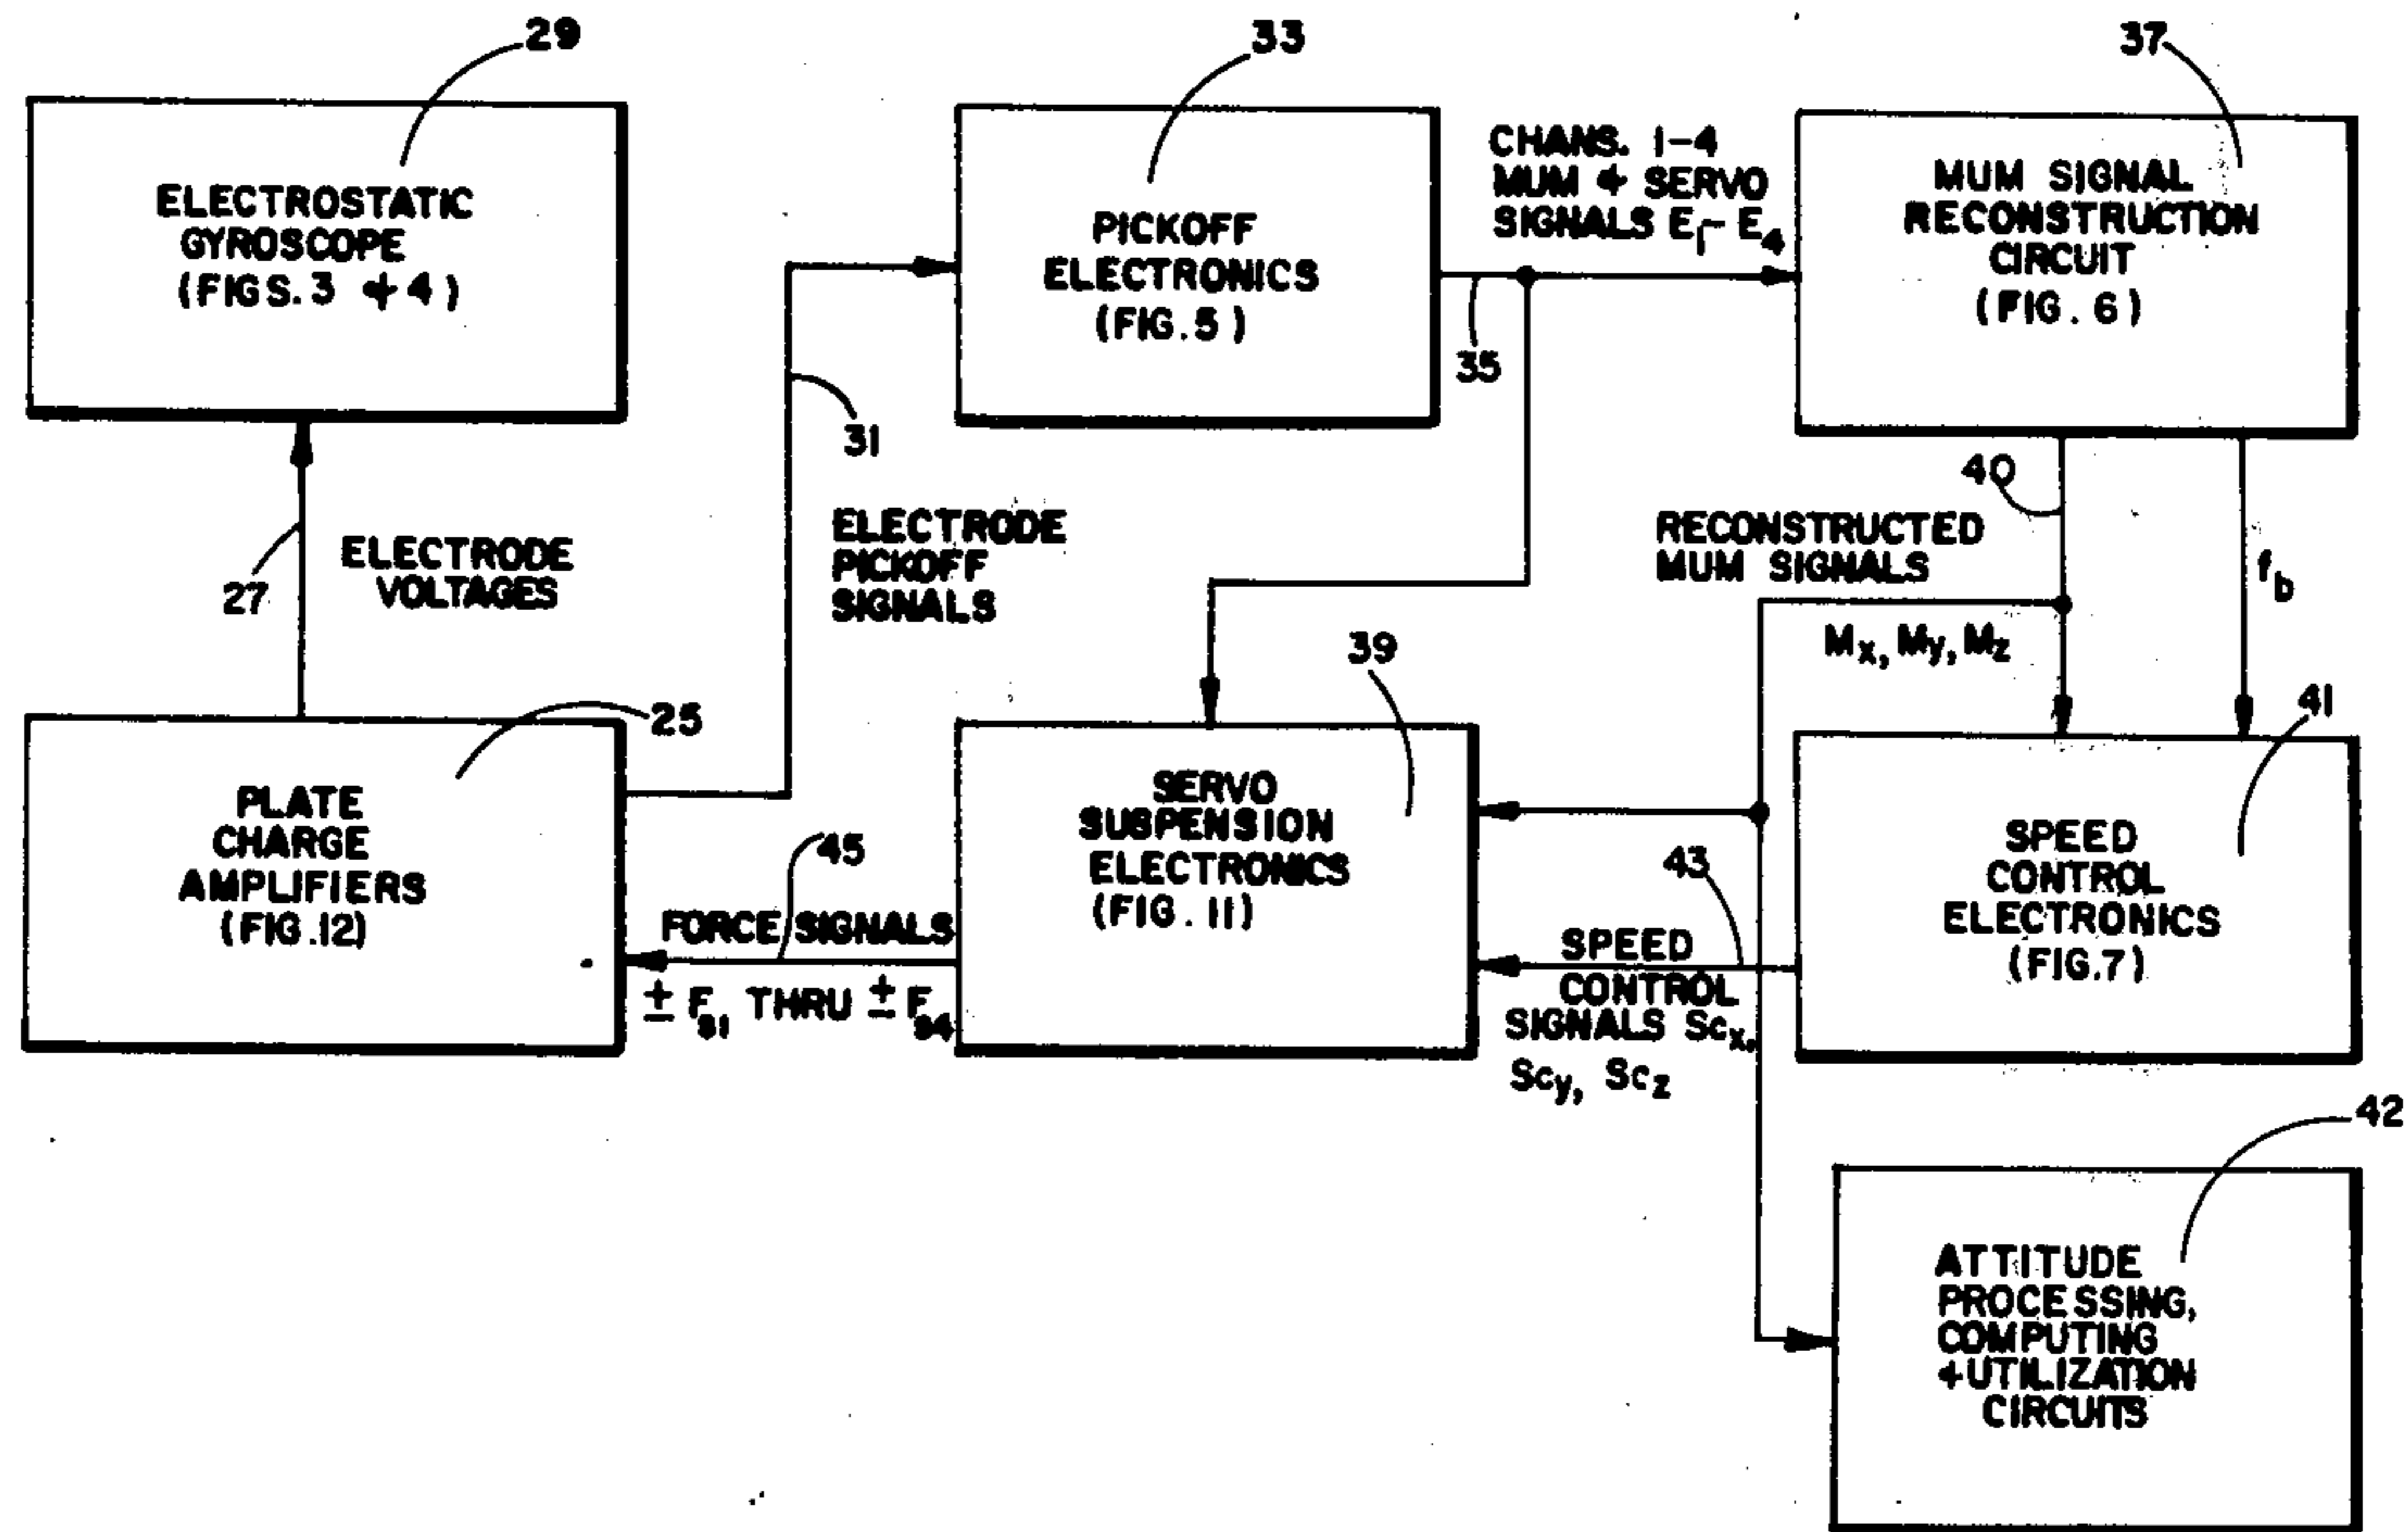 29
33
37
ELECTROSTATIC
GYROSCOPE
(FIGS. 3 & 4)
PICKOFF
ELECTRONICS
(FIG. 5)
CHANS. 1-4
MUM & SERVO
SIGNALS E1- E4
35
MUM SIGNAL
RECONSTRUCTION
CIRCUIT
(FIG. 6)
31
27
ELECTRODE
VOLTAGES
ELECTRODE
PICKOFF
SIGNALS
40
RECONSTRUCTED
MUM SIGNALS
fb
Mx, My, Mz
25
39
41
PLATE
CHARGE
AMPLIFIERS
(FIG. 12)
45
FORCE SIGNALS
± FS1 THRU ± FS4
SERVO
SUSPENSION
ELECTRONICS
(FIG. 11)
43
SPEED
CONTROL
SIGNALS Scx,
Scy, Scz
SPEED
CONTROL
ELECTRONICS
(FIG. 7)
42
ATTITUDE
PROCESSING,
COMPUTING
& UTILIZATION
CIRCUITS